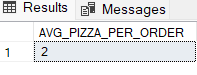 Results Messages
AVG_PIZZA_PER_ORDER
1 2